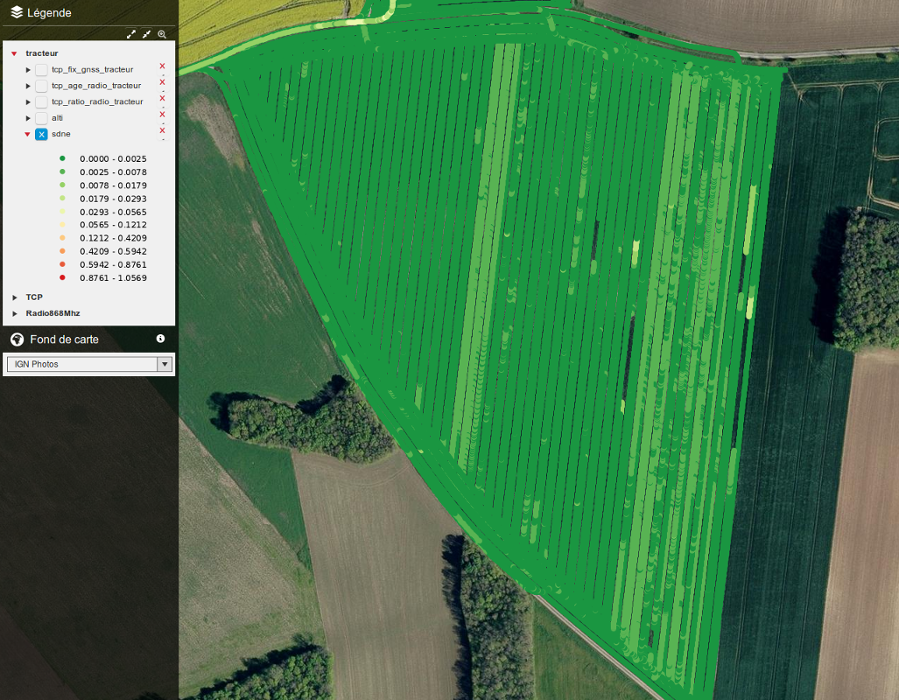 Légende
tracteur
tcp_fix_gnss_tracteur
tcp_age_radio_tracteur
tcp_ratio_radio_tracteur
alti
sdne
0.0000 - 0.0025
0.0025 - 0.0078
0.0078 - 0.0179
0.0179 - 0.0293
0.0293 - 0.0565
0.0565 - 0.1212
0.1212 - 0.4209
0.4209 - 0.5942
0.5942 - 0.8761
0.8761 - 1.0569
TCP
Radio868Mhz
Fond de carte
IGN Photos